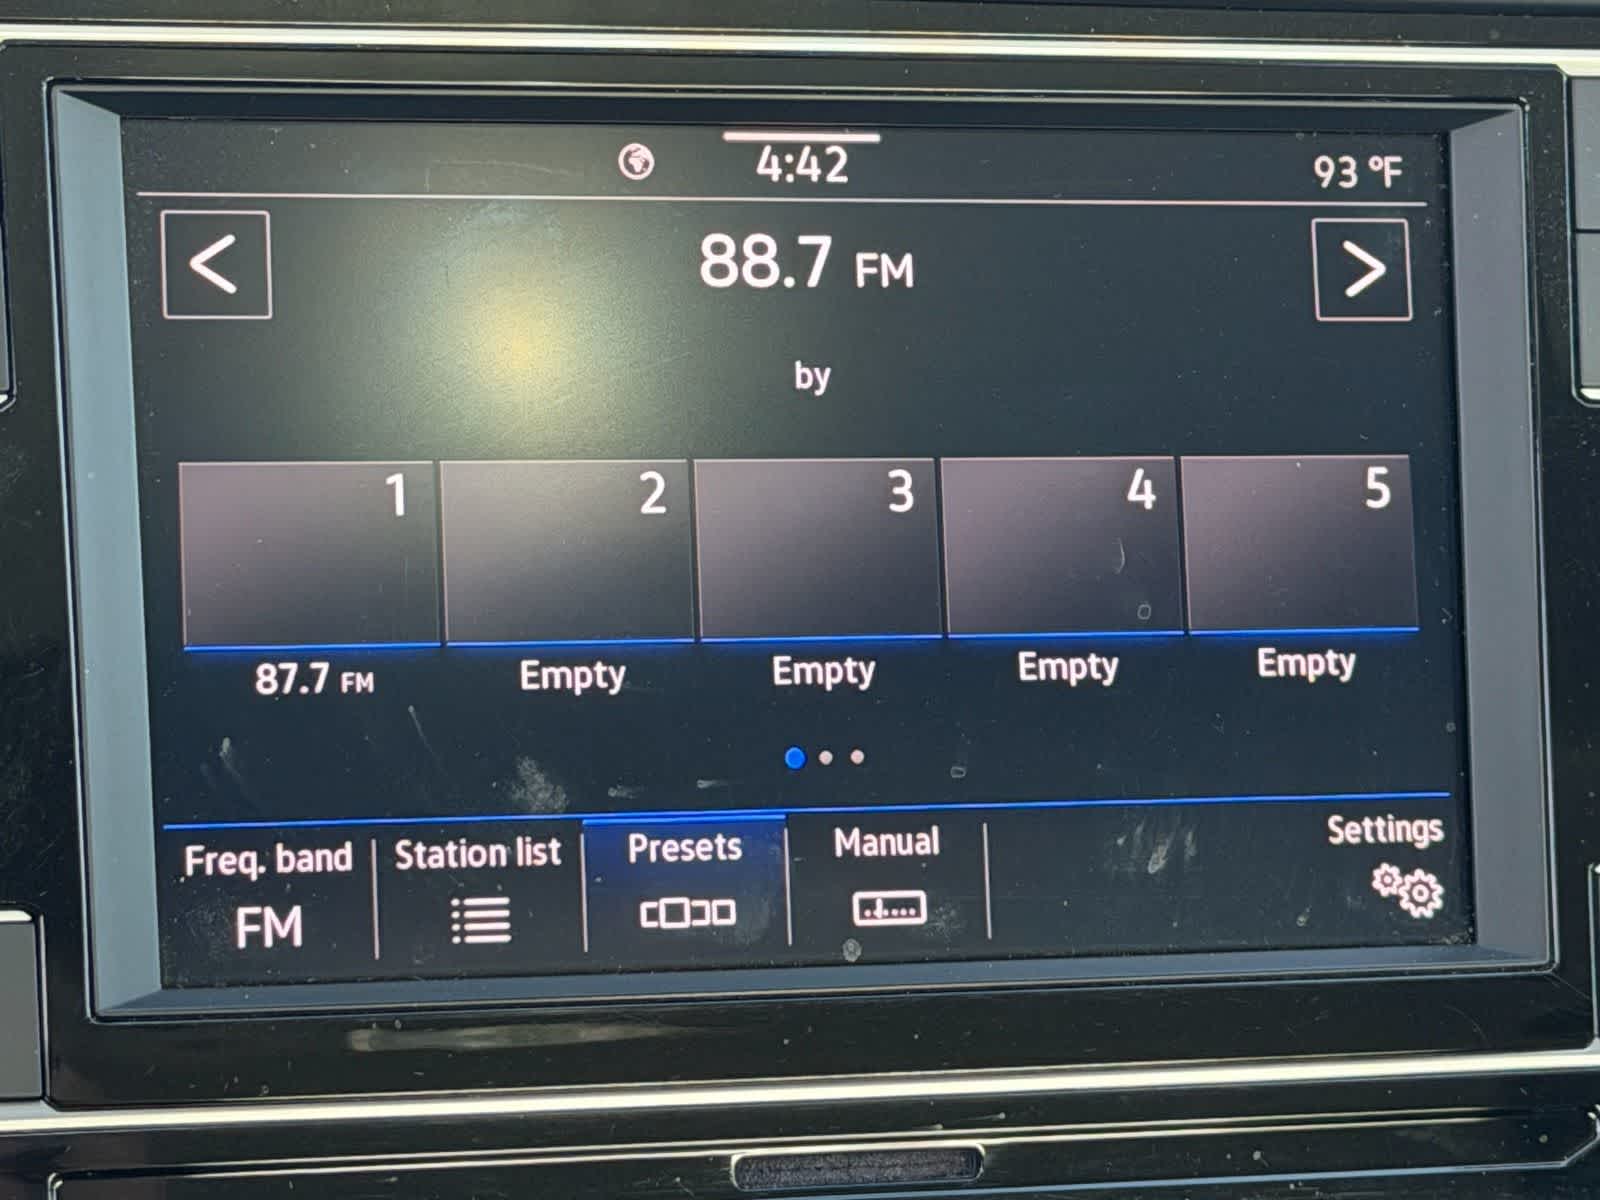 4:42
93 °F
<
88.7 FM
>
by
1
2
3
4
5
87.7 FM
Empty
Empty
Empty
Empty
Freq. band
Station list
Presets
Manual
Settings
FM